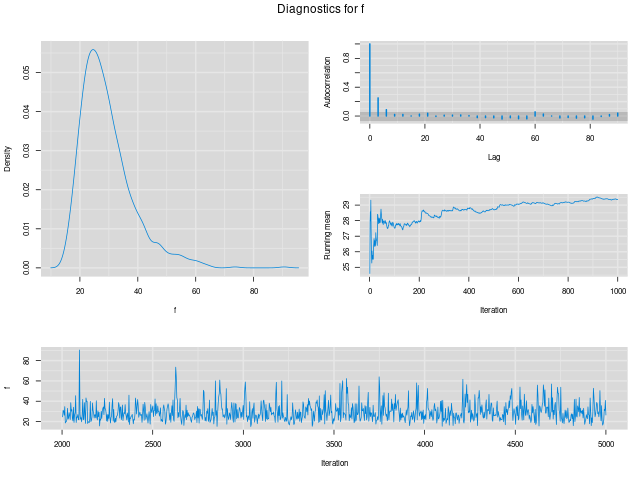 Diagnostics for f
Density
0.00 0.01 0.02 0.03 0.04 0.05
20 40 60 80
f
Autocorrelation
0.0 0.4 0.8
0 20 40 60 80
Lag
Running mean
25 26 27 28 29
0 200 400 600 800 1000
Iteration
f
20 40 60 80
2000 2500 3000 3500 4000 4500 5000
Iteration